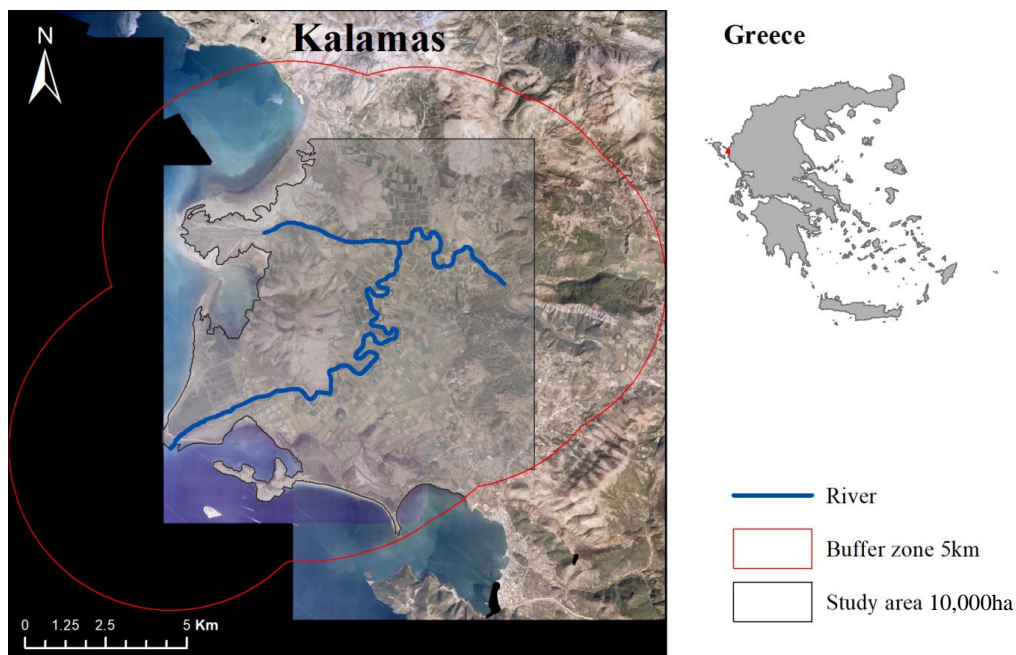 Kalamas
N
0 1.25 2.5 5 Km
Greece
River
Buffer zone 5km
Study area 10,000ha